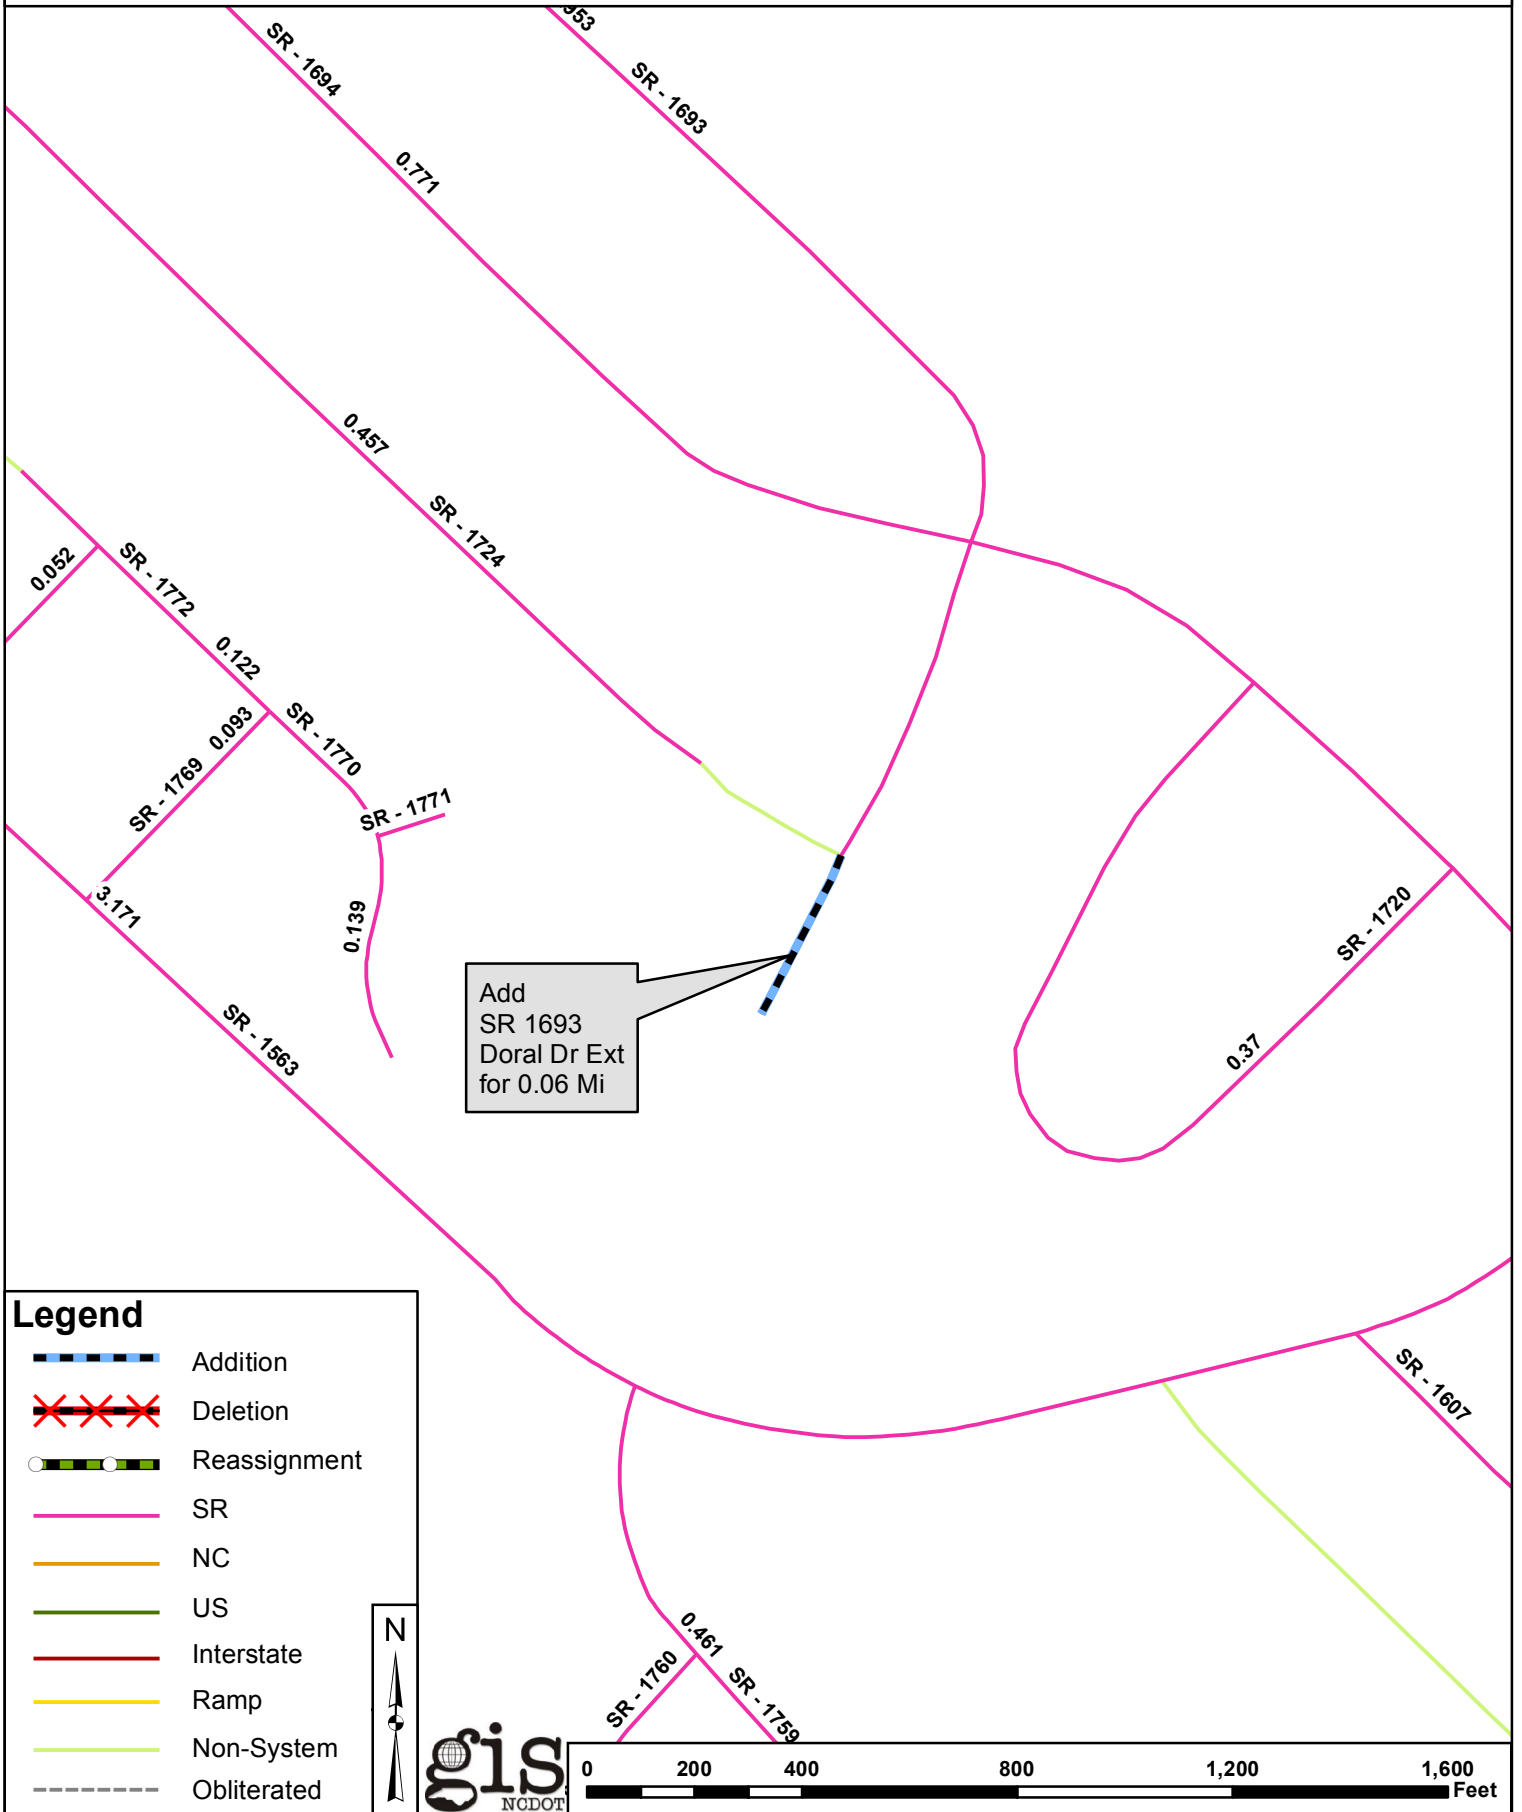 953
SR - 1694
SR - 1693
0.771
0.457
SR - 1724
0.052
SR - 1772
0.122
0.093
SR - 1770
SR - 1769
SR - 1771
3.171
0.139
SR - 1720
Add
SR 1693
Doral Dr Ext
for 0.06 Mi
SR - 1563
0.37
Legend
Addition
Deletion
Reassignment
SR
NC
US
Interstate
Ramp
Non-System
Obliterated
N
SR - 1607
0.461
SR - 1760
SR - 1759
gis
NCDOT
0 200 400 800 1,200 1,600
Feet